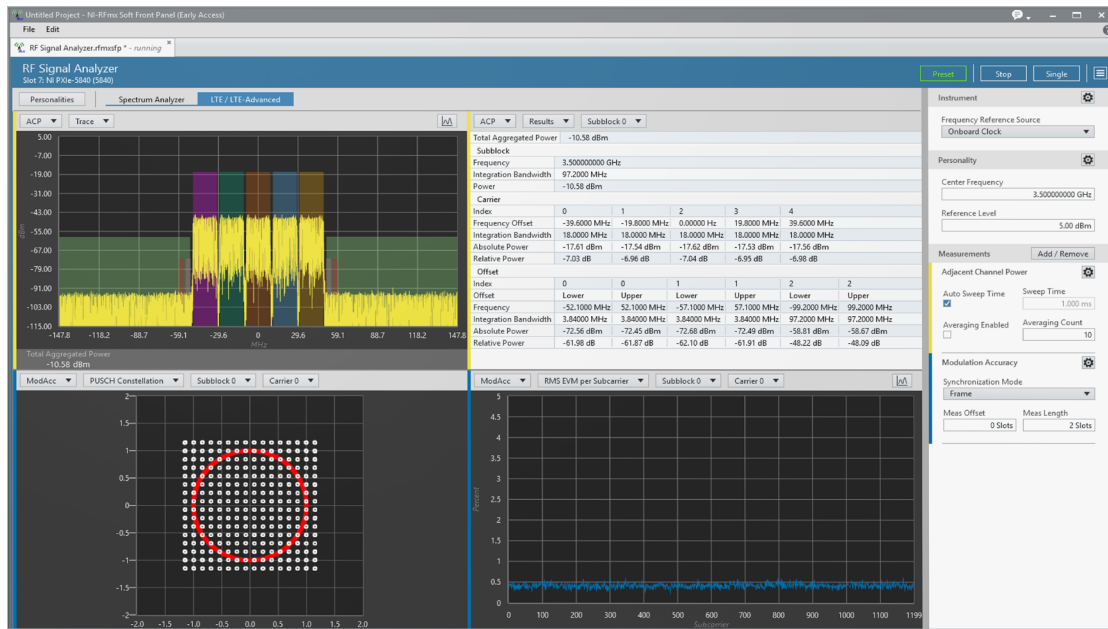 Untitled Project - NI-RFmx Soft Front Panel (Early Access)
File Edit
RF Signal Analyzer.rfmxsfp * - running
RF Signal Analyzer
Slot 7: NI PXIe-5840 (5840)
Preset Stop Single
Personalities Spectrum Analyzer LTE / LTE-Advanced
ACP Trace
5.00
-7.00
-19.00
-31.00
-43.00
-55.00
-67.00
-79.00
-91.00
-103.00
-115.00
dBm
-147.8 -118.2 -88.7 -59.1 -29.6 0 29.6 59.1 88.7 118.2 147.8
MHz
Total Aggregated Power
-10.58 dBm
ACP Results Subblock 0
Total Aggregated Power -10.58 dBm
Subblock
Frequency 3.500000000 GHz
Integration Bandwidth 97.2000 MHz
Power -10.58 dBm
Carrier
Index 0 1 2 3 4
Frequency Offset -39.6000 MHz -19.8000 MHz 0.00000 Hz 19.8000 MHz 39.6000 MHz
Integration Bandwidth 18.0000 MHz 18.0000 MHz 18.0000 MHz 18.0000 MHz 18.0000 MHz
Absolute Power -17.61 dBm -17.54 dBm -17.62 dBm -17.53 dBm -17.56 dBm
Relative Power -7.03 dB -6.96 dB -7.04 dB -6.95 dB -6.98 dB
Offset
Index 0 0 1 1 2 2
Offset Lower Upper Lower Upper Lower Upper
Frequency -52.1000 MHz 52.1000 MHz -57.1000 MHz 57.1000 MHz -99.2000 MHz 99.2000 MHz
Integration Bandwidth 3.84000 MHz 3.84000 MHz 3.84000 MHz 3.84000 MHz 97.2000 MHz 97.2000 MHz
Absolute Power -72.56 dBm -72.45 dBm -72.68 dBm -72.49 dBm -58.81 dBm -58.67 dBm
Relative Power -61.98 dB -61.87 dB -62.10 dB -61.91 dB -48.22 dB -48.09 dB
ModAcc PUSCH Constellation Subblock 0 Carrier 0
2
1.5
1
0.5
0
-0.5
-1
-1.5
-2
-2.0 -1.5 -1.0 -0.5 0.0 0.5 1.0 1.5 2.0
ModAcc RMS EVM per Subcarrier Subblock 0 Carrier 0
5
4.5
4
3.5
3
2.5
2
1.5
1
0.5
0
Percent
0 100 200 300 400 500 600 700 800 900 1000 1100 1199
Subcarrier
Instrument
Frequency Reference Source
Onboard Clock
Personality
Center Frequency
3.500000000 GHz
Reference Level
5.00 dBm
Measurements Add / Remove
Adjacent Channel Power
Auto Sweep Time Sweep Time
1.000 ms
Averaging Enabled Averaging Count
10
Modulation Accuracy
Synchronization Mode
Frame
Meas Offset Meas Length
0 Slots 2 Slots